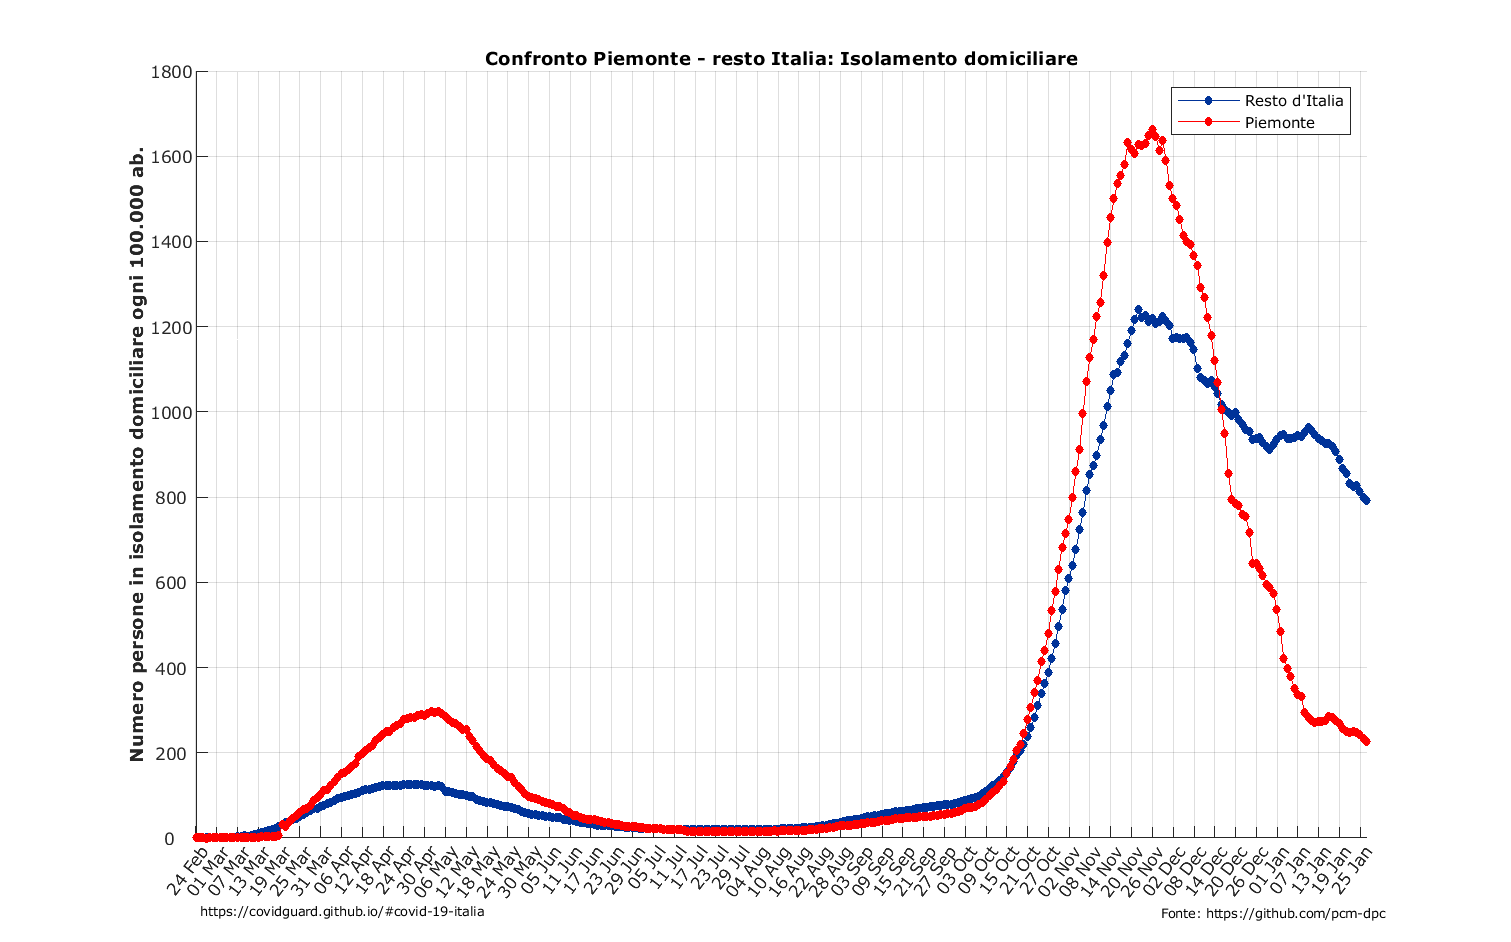 Confronto Piemonte - resto Italia: Isolamento domiciliare
Numero persone in isolamento domiciliare ogni 100.000 ab.
1800
1600
1400
1200
1000
800
600
400
200
0
Resto d'Italia
Piemonte
24 Feb
01 Mar
07 Mar
13 Mar
19 Mar
25 Mar
31 Mar
06 Apr
12 Apr
18 Apr
24 Apr
30 Apr
06 May
12 May
18 May
24 May
30 May
05 Jun
11 Jun
17 Jun
23 Jun
29 Jun
05 Jul
11 Jul
17 Jul
23 Jul
29 Jul
04 Aug
10 Aug
16 Aug
22 Aug
28 Aug
03 Sep
09 Sep
15 Sep
21 Sep
27 Sep
03 Oct
09 Oct
15 Oct
21 Oct
27 Oct
02 Nov
08 Nov
14 Nov
20 Nov
26 Nov
02 Dec
08 Dec
14 Dec
20 Dec
26 Dec
01 Jan
07 Jan
13 Jan
19 Jan
25 Jan
https://covidguard.github.io/#covid-19-italia
Fonte: https://github.com/pcm-dpc